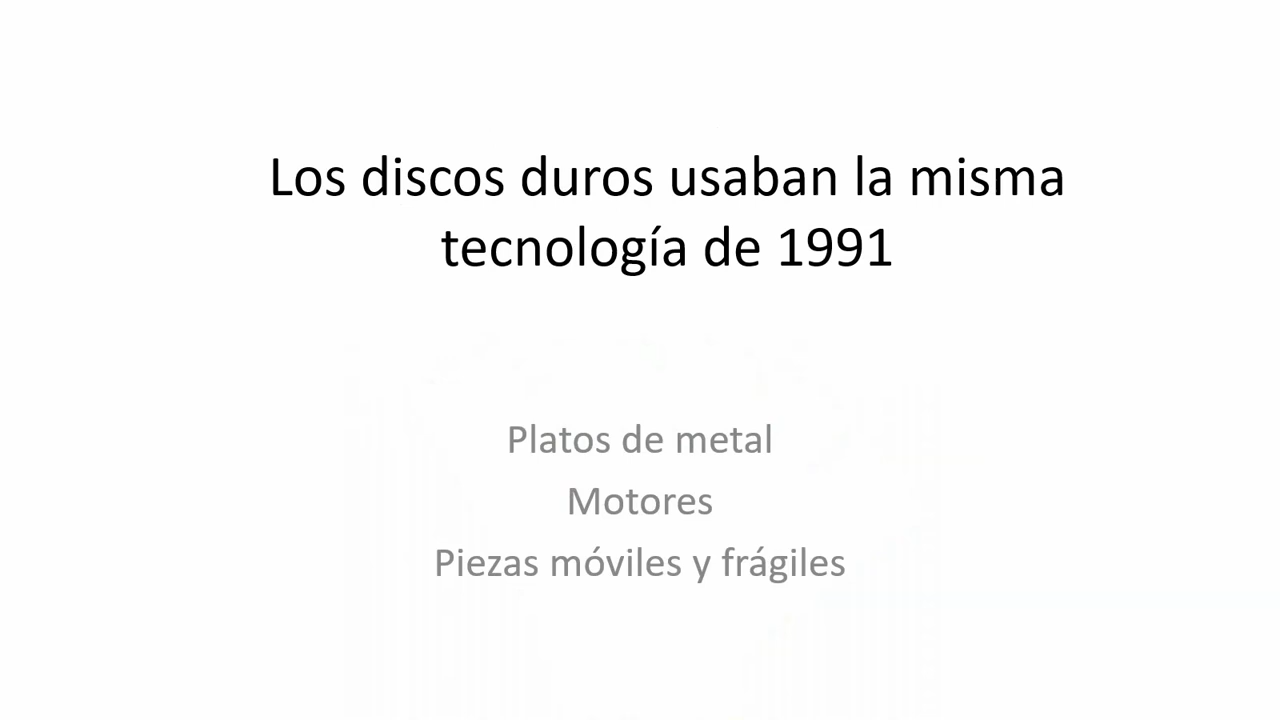 Los discos duros usaban la misma
tecnología de 1991
Platos de metal
Motores
Piezas móviles y frágiles